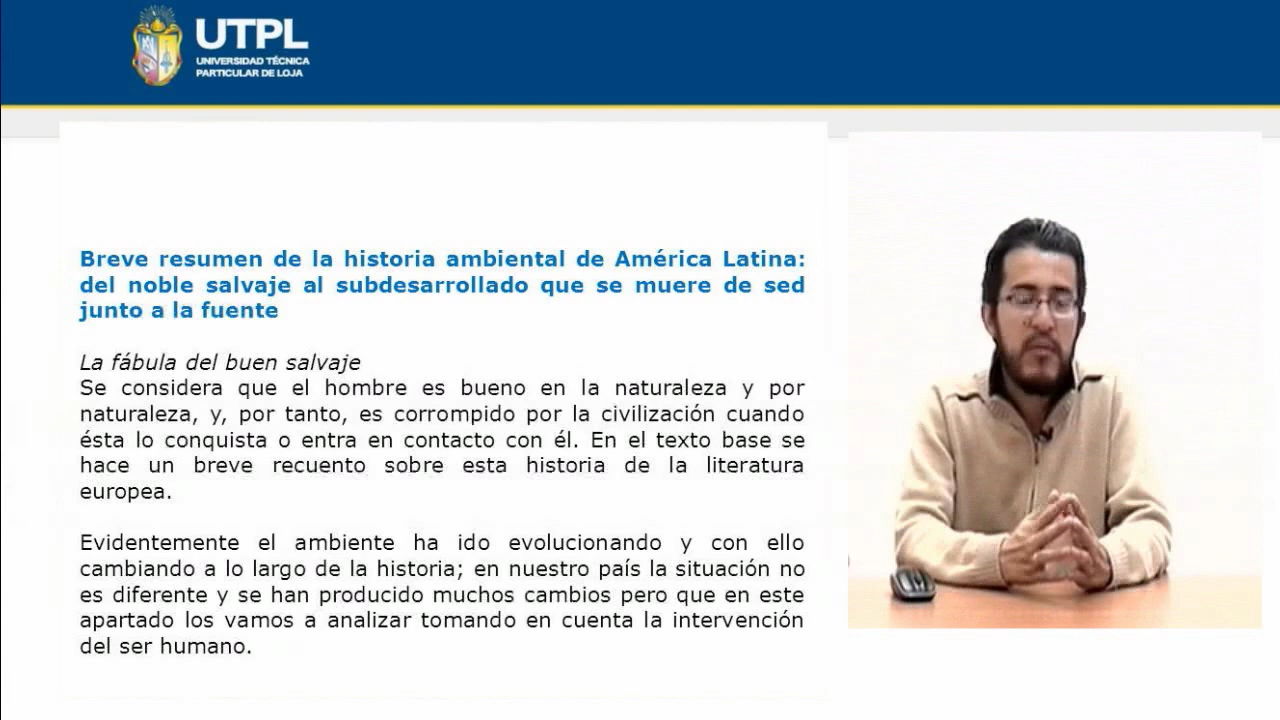 UTPL
UNIVERSIDAD TÉCNICA
PARTICULAR DE LOJA
Breve resumen de la historia ambiental de América Latina:
del noble salvaje al subdesarrollado que se muere de sed
junto a la fuente
La fábula del buen salvaje
Se considera que el hombre es bueno en la naturaleza y por
naturaleza, y, por tanto, es corrompido por la civilización cuando
ésta lo conquista o entra en contacto con él. En el texto base se
hace un breve recuento sobre esta historia de la literatura
europea.
Evidentemente el ambiente ha ido evolucionando y con ello
cambiando a lo largo de la historia; en nuestro país la situación no
es diferente y se han producido muchos cambios pero que en este
apartado los vamos a analizar tomando en cuenta la intervención
del ser humano.